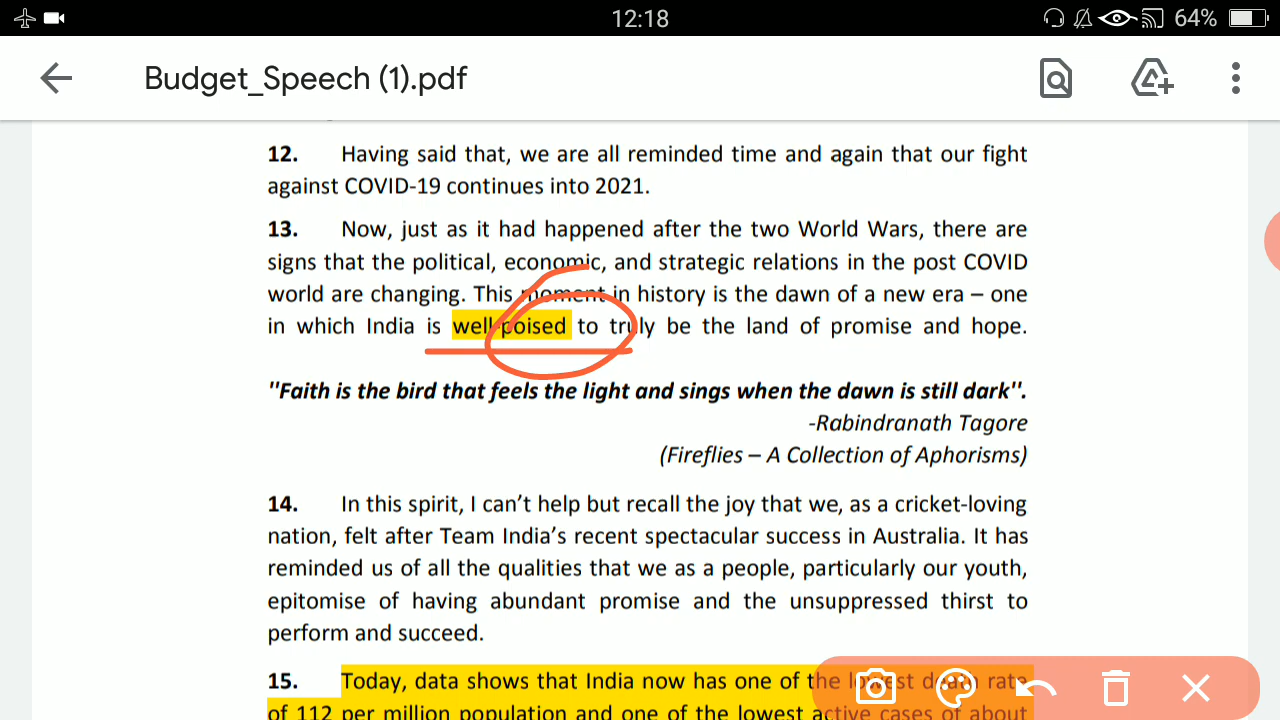 12:18
64%
Budget_Speech (1).pdf
12. Having said that, we are all reminded time and again that our fight
against COVID-19 continues into 2021.
13. Now, just as it had happened after the two World Wars, there are
signs that the political, economic, and strategic relations in the post COVID
world are changing. This moment in history is the dawn of a new era – one
in which India is well-poised to truly be the land of promise and hope.
"Faith is the bird that feels the light and sings when the dawn is still dark".
-Rabindranath Tagore
(Fireflies – A Collection of Aphorisms)
14. In this spirit, I can't help but recall the joy that we, as a cricket-loving
nation, felt after Team India's recent spectacular success in Australia. It has
reminded us of all the qualities that we as a people, particularly our youth,
epitomise of having abundant promise and the unsuppressed thirst to
perform and succeed.
15. Today, data shows that India now has one of the lowest death rate
of 112 per million population and one of the lowest active cases of about